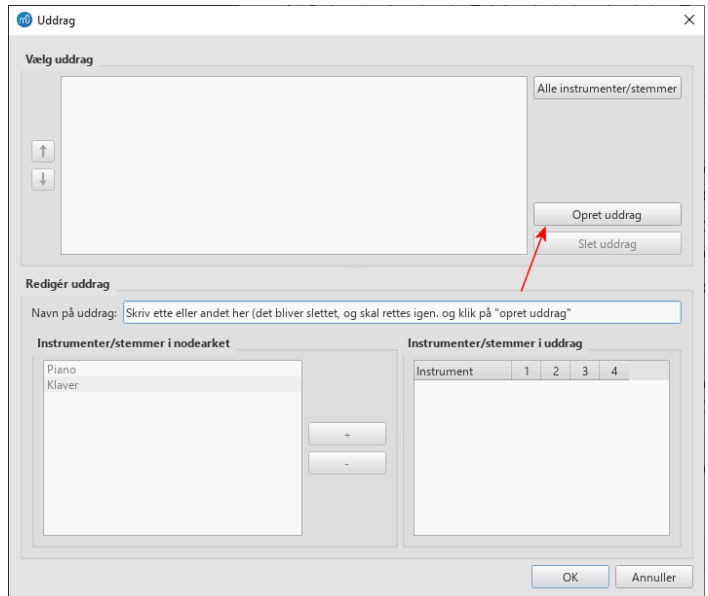 Uddrag
Vælg uddrag
Alle instrumenter/stemmer
Opret uddrag
Slet uddrag
Redigér uddrag
Navn på uddrag: Skriv ette eller andet her (det bliver slettet, og skal rettes igen. og klik på "opret uddrag"
Instrumenter/stemmer i nodearket
Piano
Klaver
+
-
Instrumenter/stemmer i uddrag
Instrument 1 2 3 4
OK Annuller